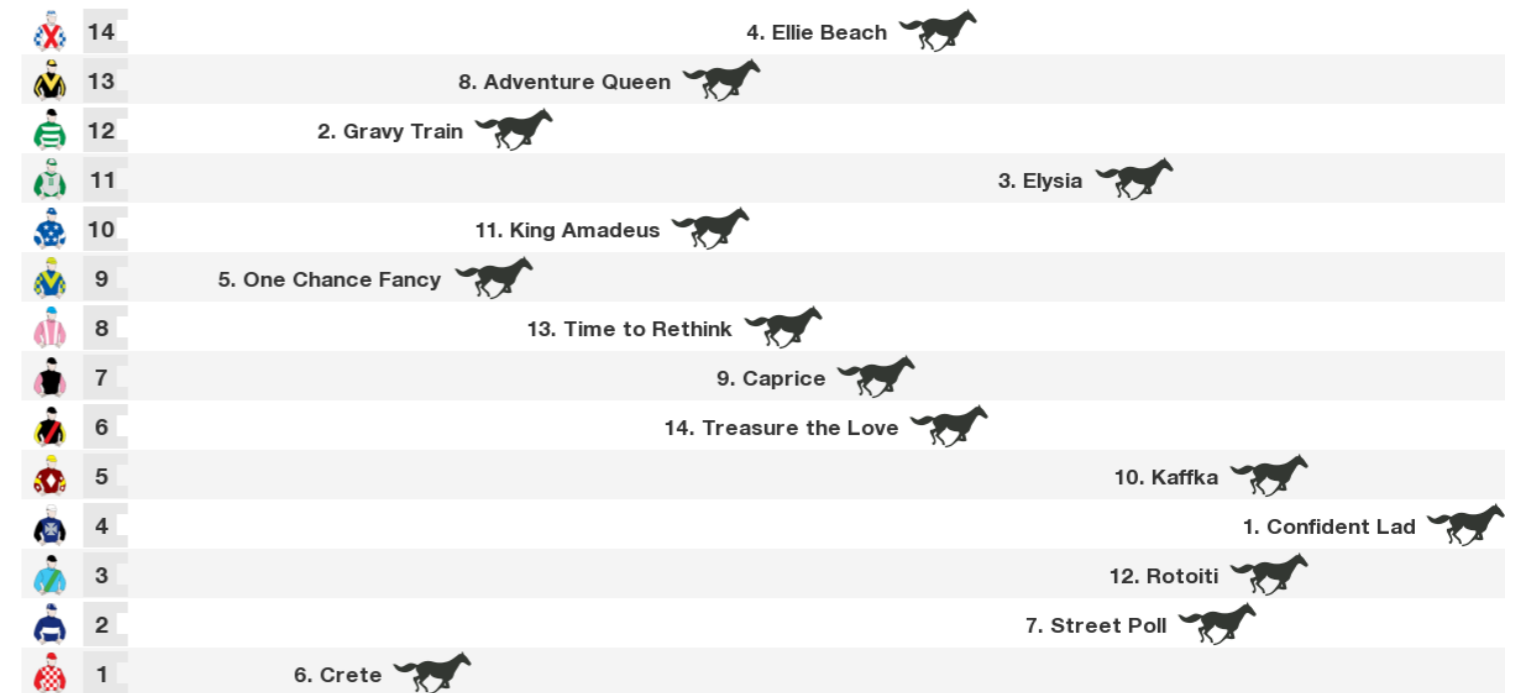 14 4. Ellie Beach
13 8. Adventure Queen
12 2. Gravy Train
11 3. Elysia
10 11. King Amadeus
9 5. One Chance Fancy
8 13. Time to Rethink
7 9. Caprice
6 14. Treasure the Love
5 10. Kaffka
4 1. Confident Lad
3 12. Rotoiti
2 7. Street Poll
1 6. Crete